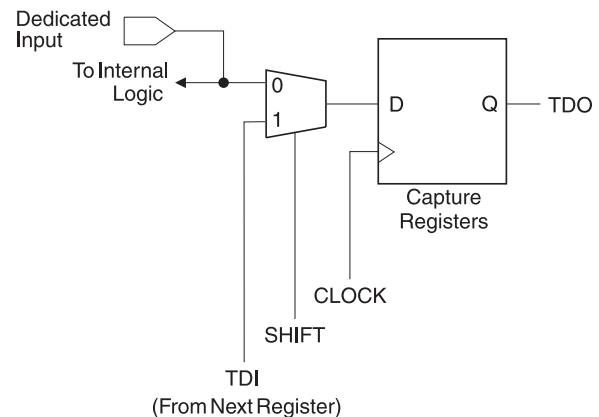 Dedicated
Input
To Internal
Logic
0
1
D
Q
TDO
Capture
Registers
CLOCK
SHIFT
TDI
(From Next Register)